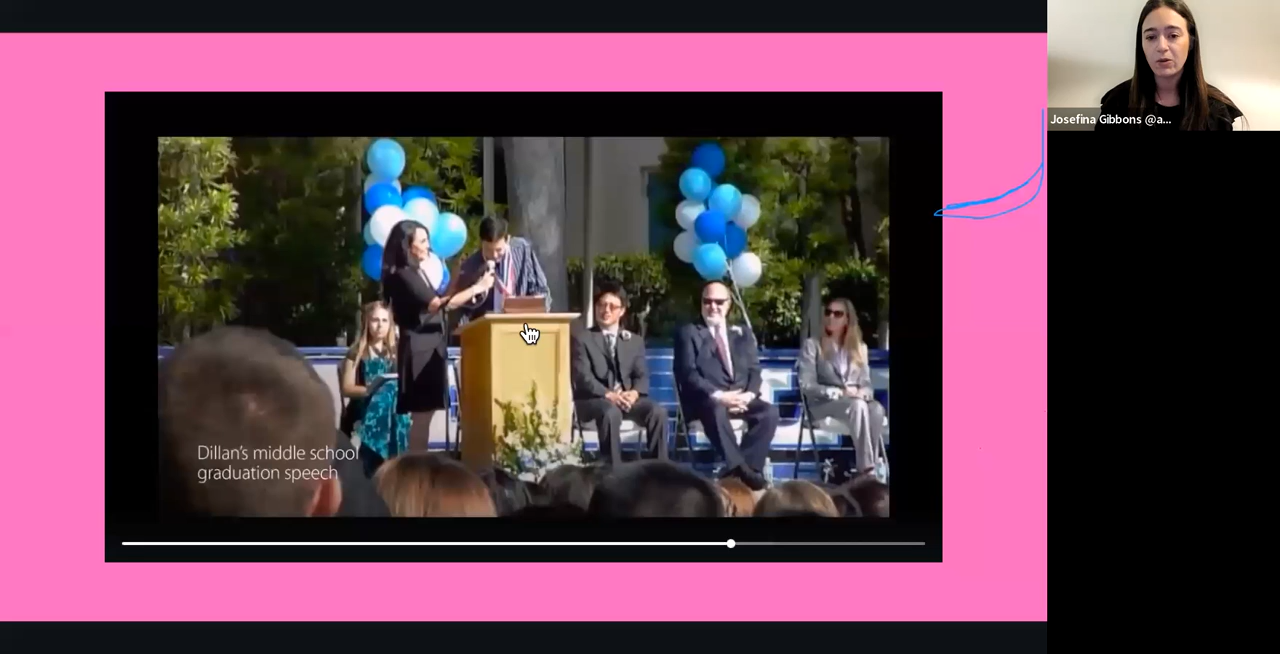 Josefina Gibbons @a...
Dillan's middle school
graduation speech